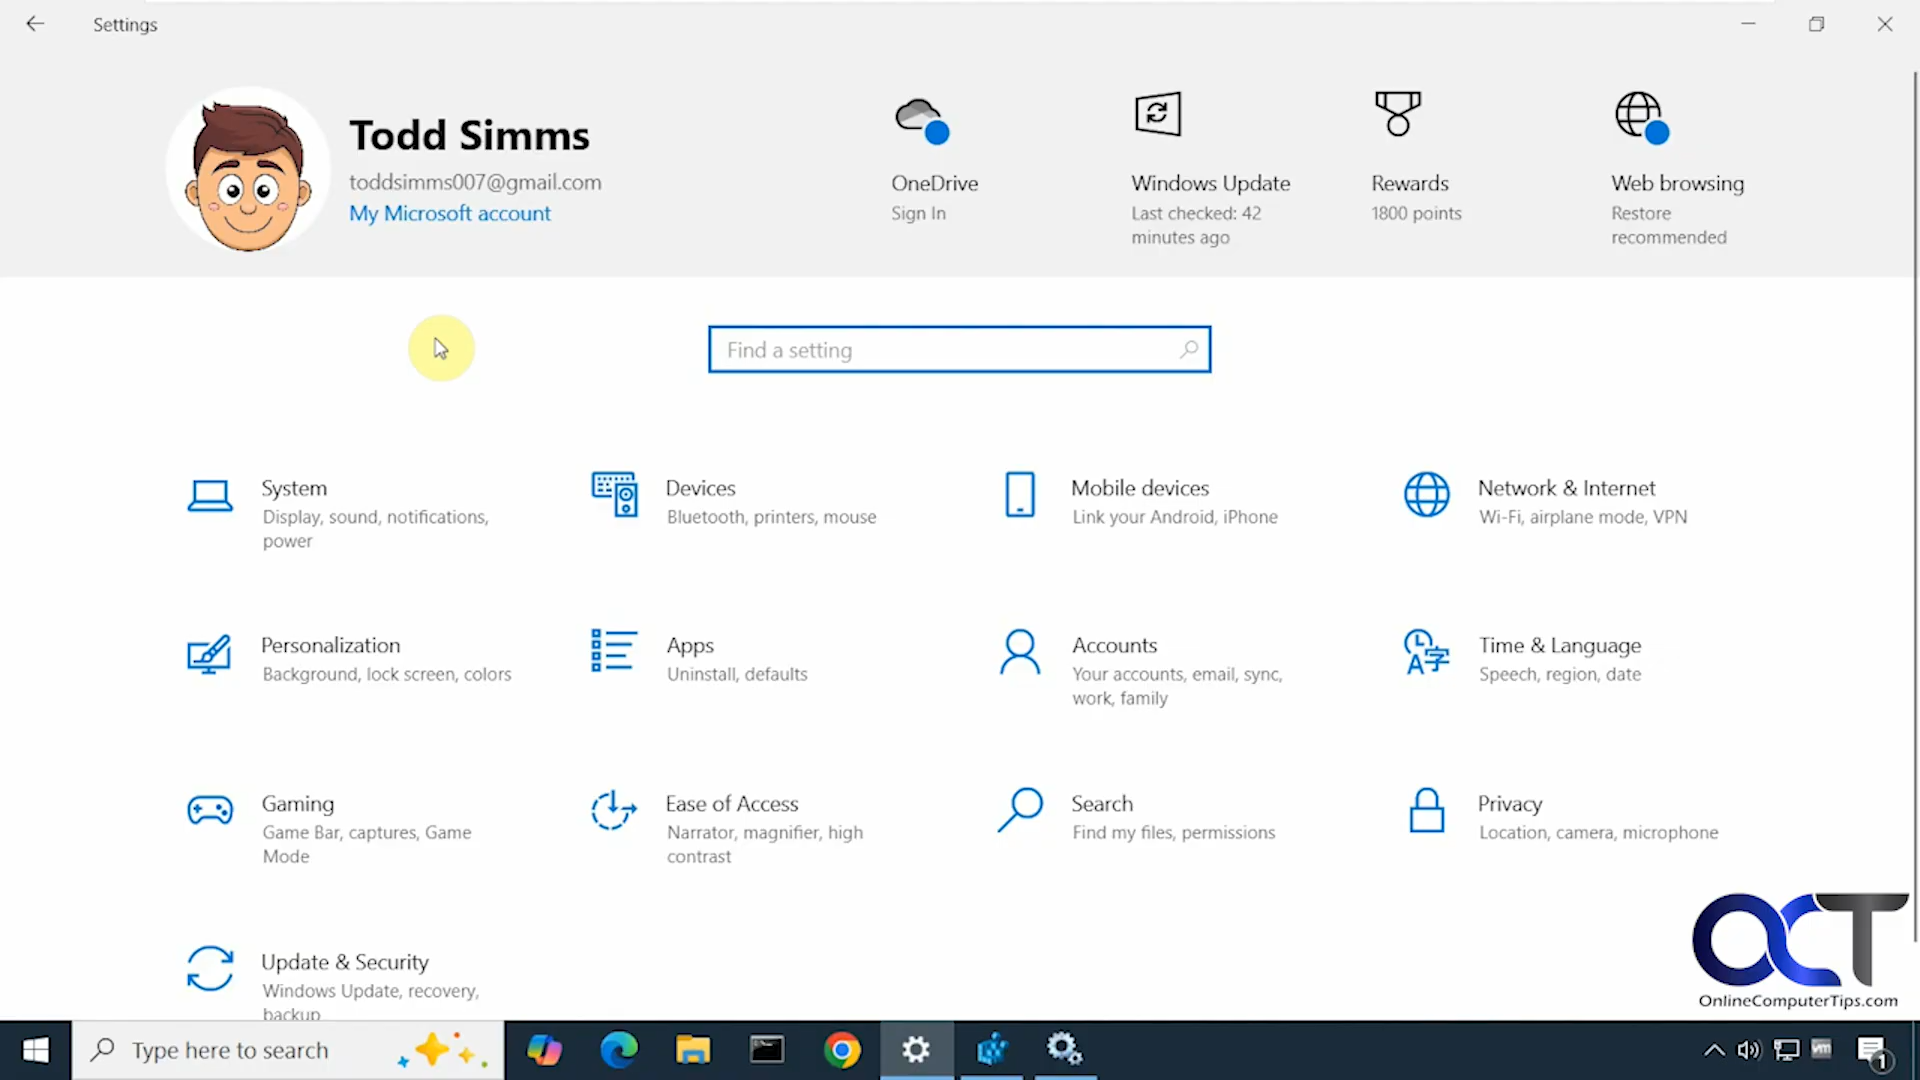 Settings
Todd Simms
toddsimms007@gmail.com
My Microsoft account
OneDrive
Sign In
Windows Update
Last checked: 42
minutes ago
Rewards
1800 points
Web browsing
Restore
recommended
Find a setting
System
Display, sound, notifications,
power
Devices
Bluetooth, printers, mouse
Mobile devices
Link your Android, iPhone
Network & Internet
Wi-Fi, airplane mode, VPN
Personalization
Background, lock screen, colors
Apps
Uninstall, defaults
Accounts
Your accounts, email, sync,
work, family
Time & Language
Speech, region, date
Gaming
Game Bar, captures, Game
Mode
Ease of Access
Narrator, magnifier, high
contrast
Search
Find my files, permissions
Privacy
Location, camera, microphone
Update & Security
Windows Update, recovery,
backup
OCT
OnlineComputerTips.com
Type here to search
vm
1